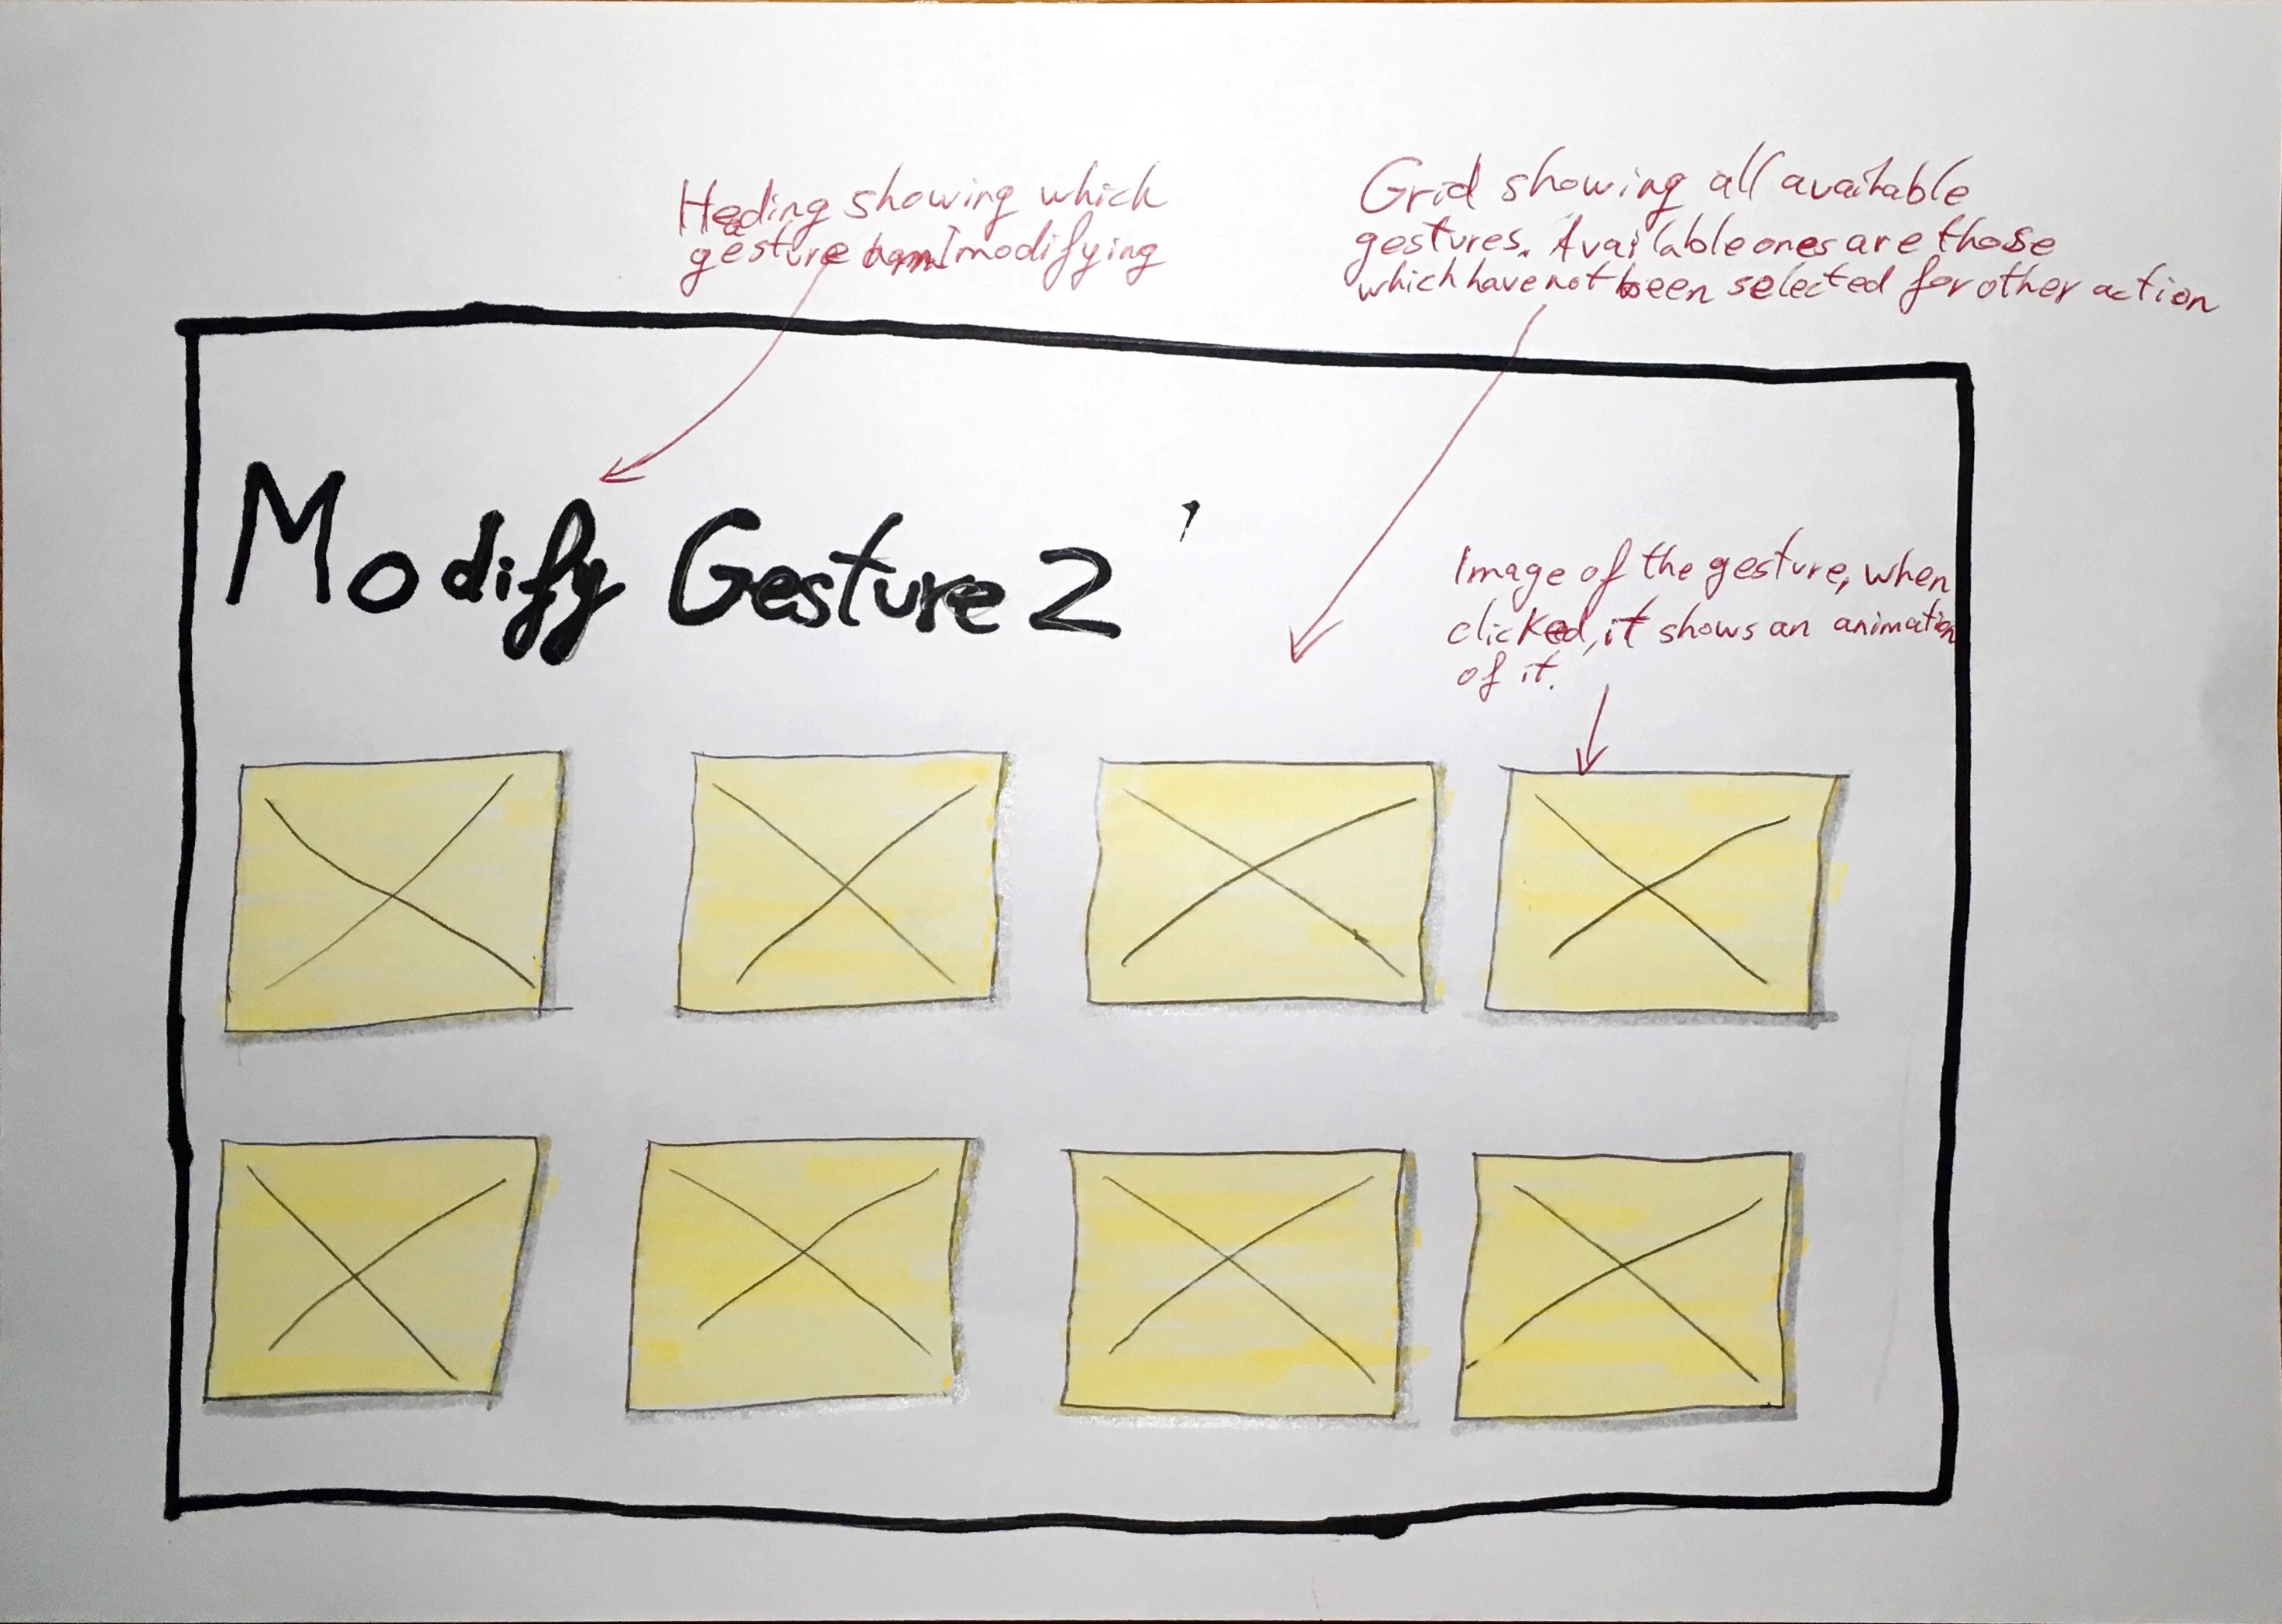 Heading showing which
gesture am I modifying
Grid showing all available
gestures. Available ones are those
which have not been selected for other action
Modify Gesture 2
Image of the gesture, when
clicked, it shows an animation
of it.